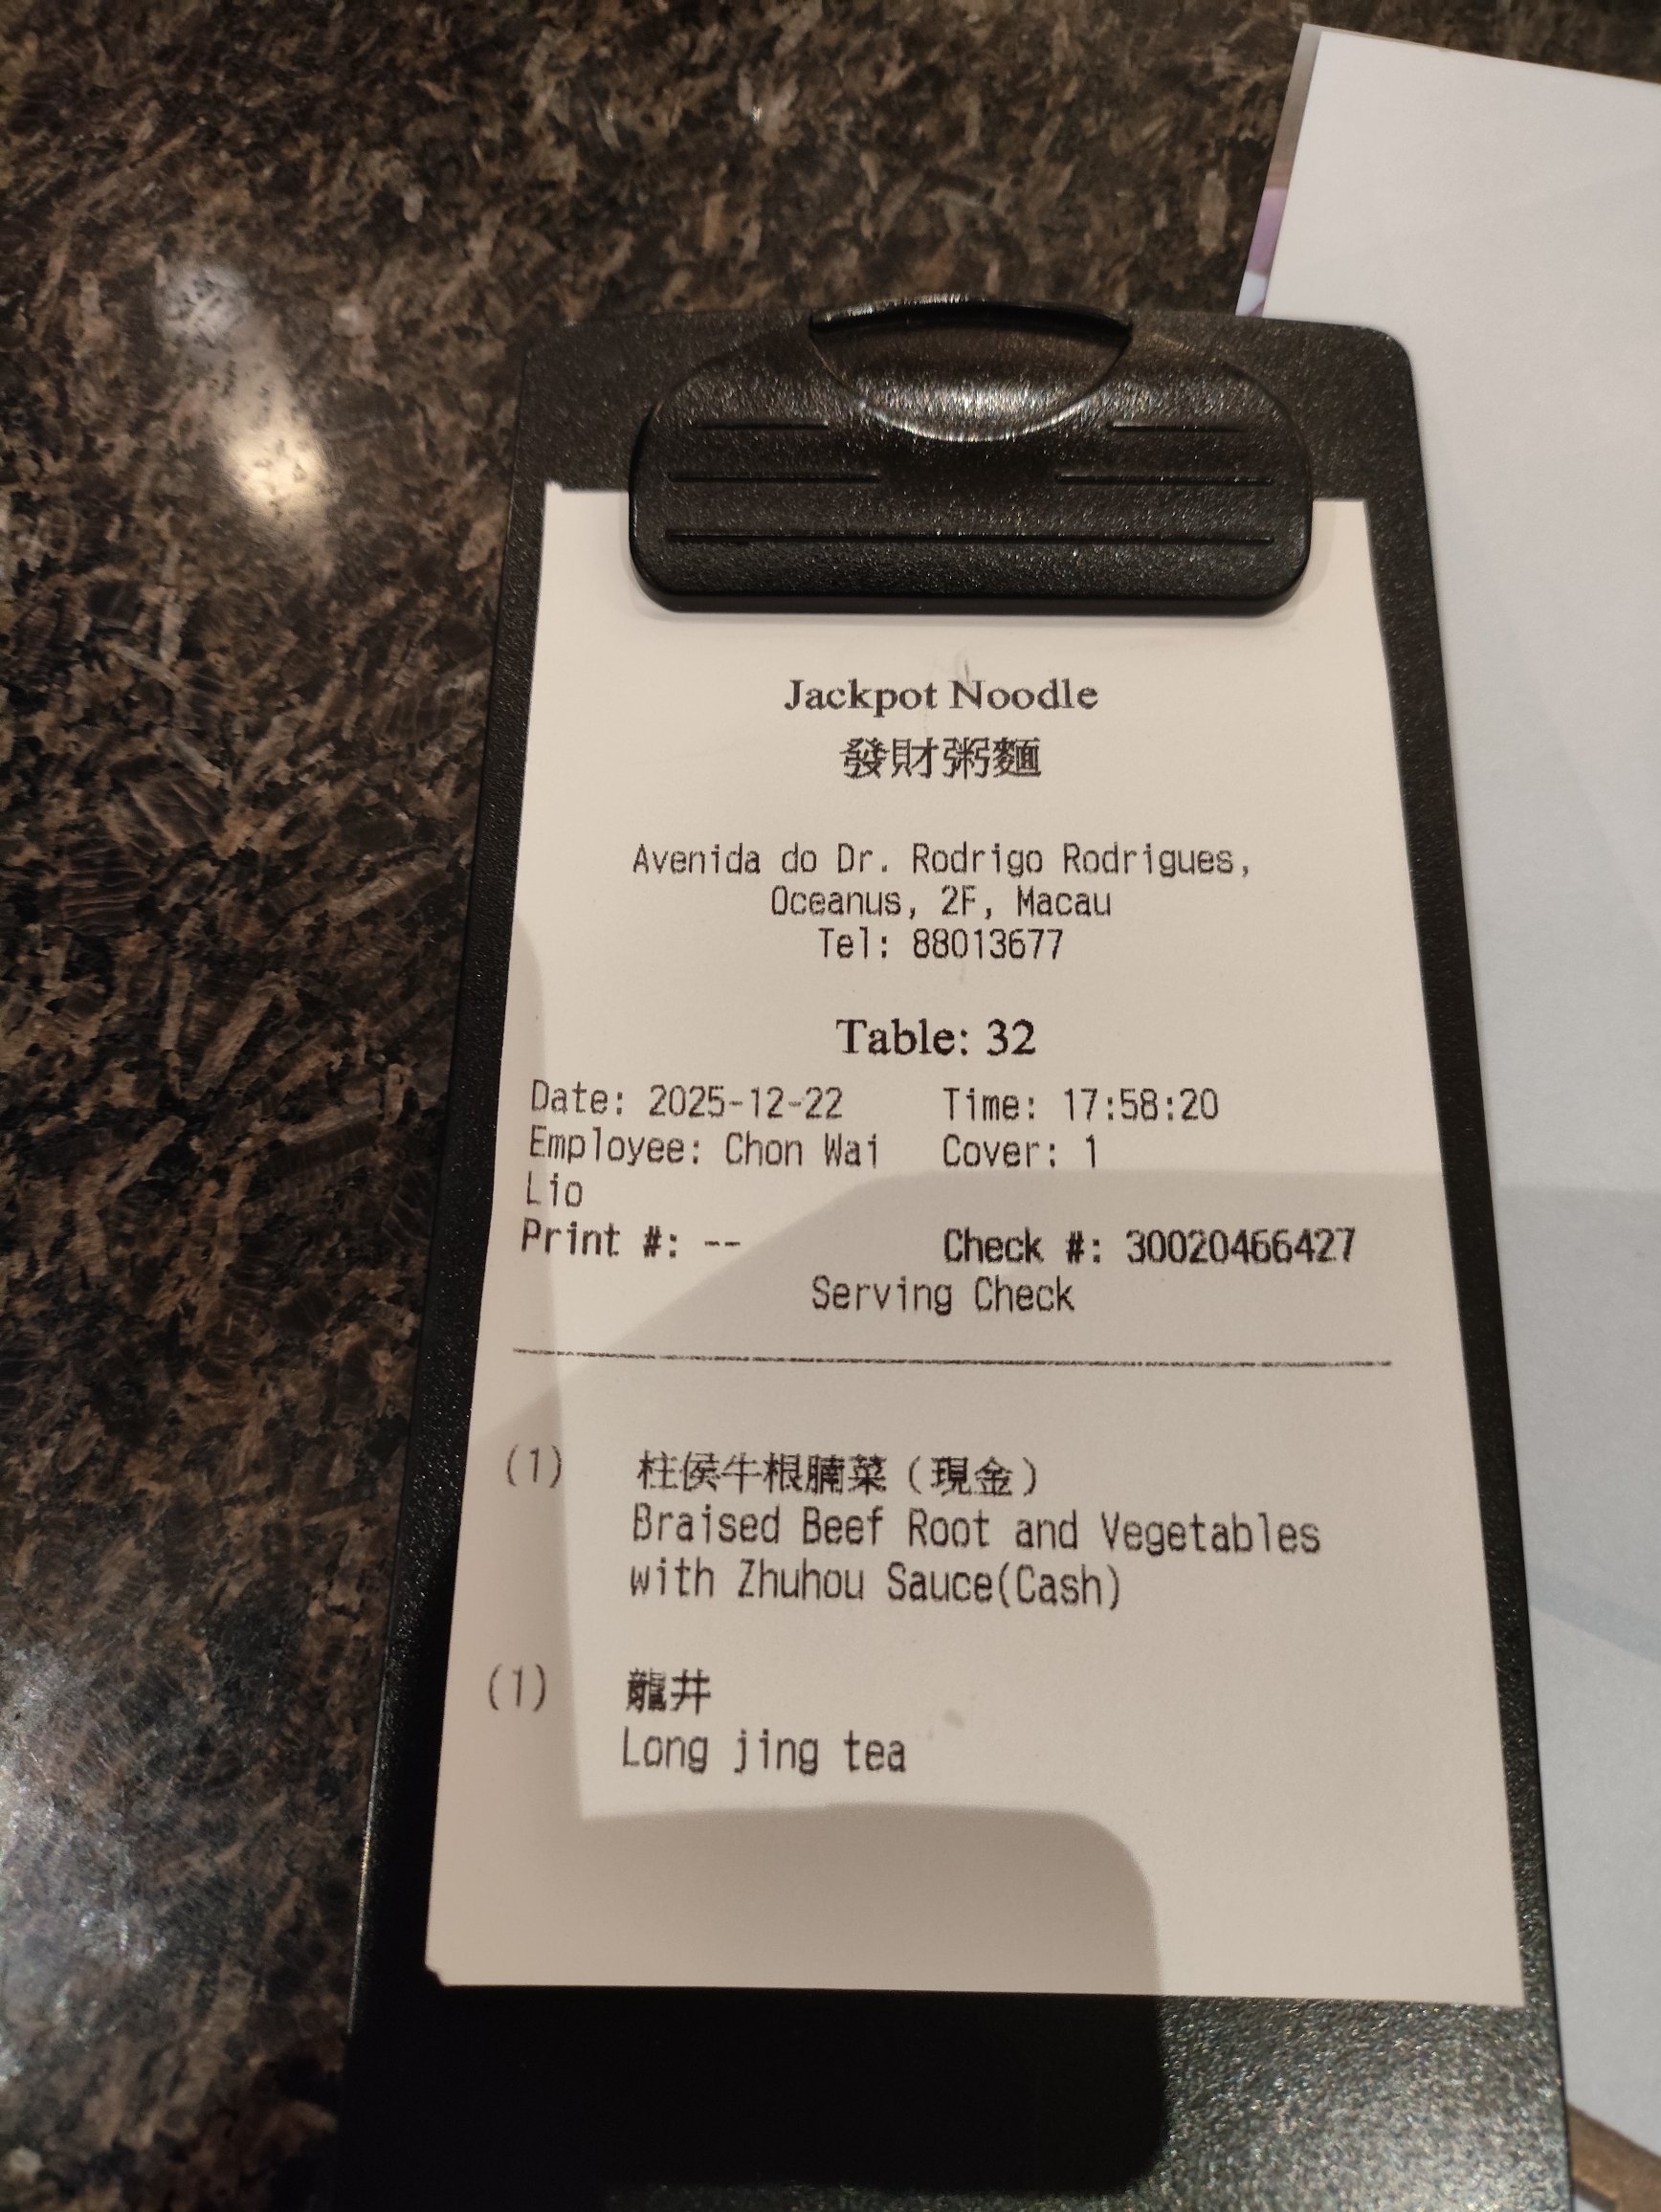 Jackpot Noodle
發財粥麵
Avenida do Dr. Rodrigo Rodrigues,
Oceanus, 2F, Macau
Tel: 88013677
Table: 32
Date: 2025-12-22 Time: 17:58:20
Employee: Chon Wai Cover: 1
Lio
Print #: -- Check #: 30020466427
Serving Check
(1) 柱侯牛根腩菜（現金）
Braised Beef Root and Vegetables
with Zhuhou Sauce(Cash)
(1) 龍井
Long jing tea